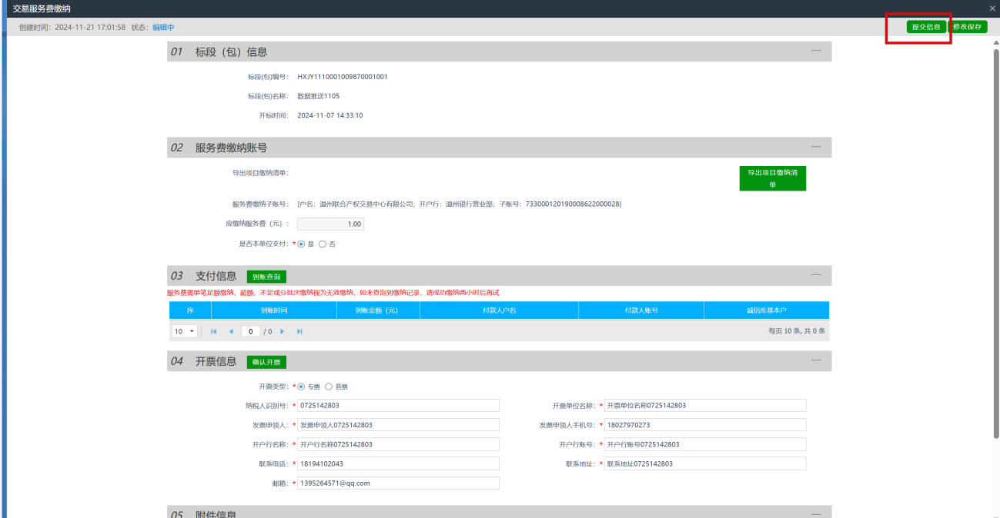 交易服务费缴纳
创建时间：2024-11-21 17:01:58 状态：编辑中
提交信息 修改保存
01 标段（包）信息
标段(包)编号： HXJY1110001009870001001
标段(包)名称： 数据推送1105
开标时间： 2024-11-07 14:33:10
02 服务费缴纳账号
导出项目缴纳清单：
导出项目缴纳清
单
服务费缴纳子账号： [户名：温州联合产权交易中心有限公司；开户行：温州银行营业部；子账号：733000120190008622000028]
应缴纳服务费（元）： 1.00
是否本单位支付： * 是 否
03 支付信息 到账查询
服务费需单笔足额缴纳，超额、不足或分批次缴纳视为无效缴纳，如未查询到缴纳记录，请成功缴纳两小时后再试
序 到账时间 到账金额（元） 付款人户名 付款人账号 诚信库基本户
10 0 / 0 每页 10 条, 共 0 条
04 开票信息 确认开票
开票类型： * 专票 普票
纳税人识别号： * 0725142803 开票单位名称： * 开票单位名称0725142803
发票申领人： * 发票申领人0725142803 发票申领人手机号： * 18027970273
开户行名称： * 开户行名称0725142803 开户行账号： * 开户行账号0725142803
联系电话： * 18194102043 联系地址： * 联系地址0725142803
邮箱： * 1395264571@qq.com
05 附件信息